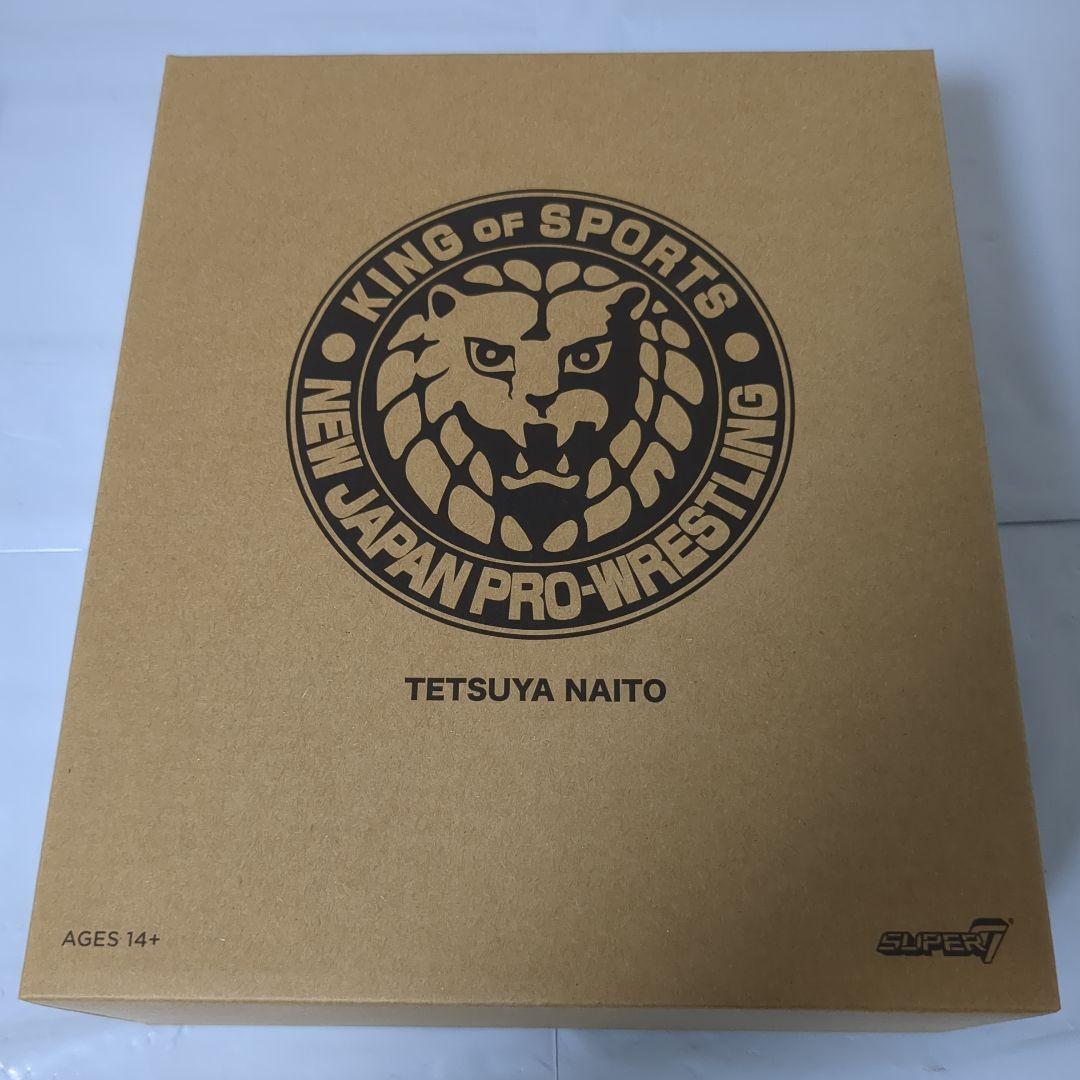 KING OF SPORTS
NEW JAPAN PRO-WRESTLING
TETSUYA NAITO
AGES 14+
SUPER7